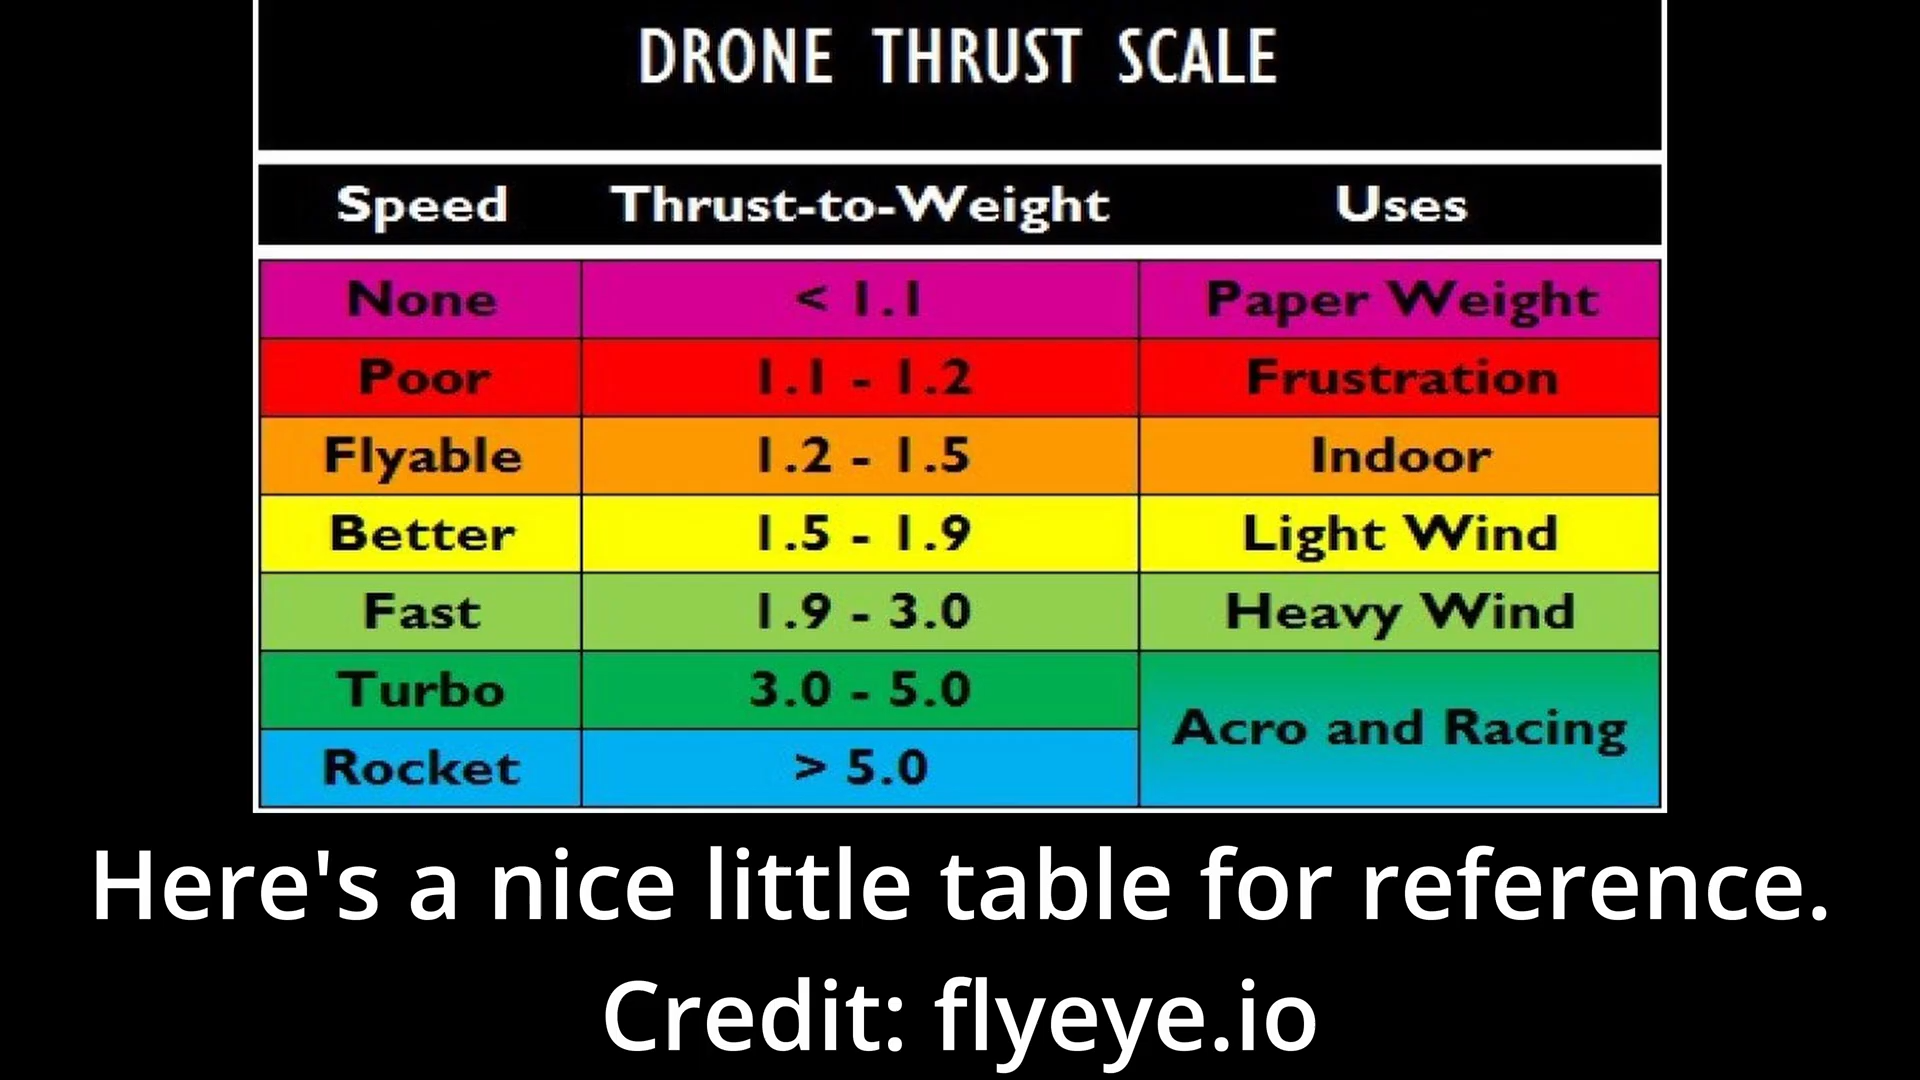 DRONE THRUST SCALE
Speed Thrust-to-Weight Uses
None < 1.1 Paper Weight
Poor 1.1 - 1.2 Frustration
Flyable 1.2 - 1.5 Indoor
Better 1.5 - 1.9 Light Wind
Fast 1.9 - 3.0 Heavy Wind
Turbo 3.0 - 5.0
Acro and Racing
Rocket > 5.0
Here's a nice little table for reference.
Credit: flyeye.io